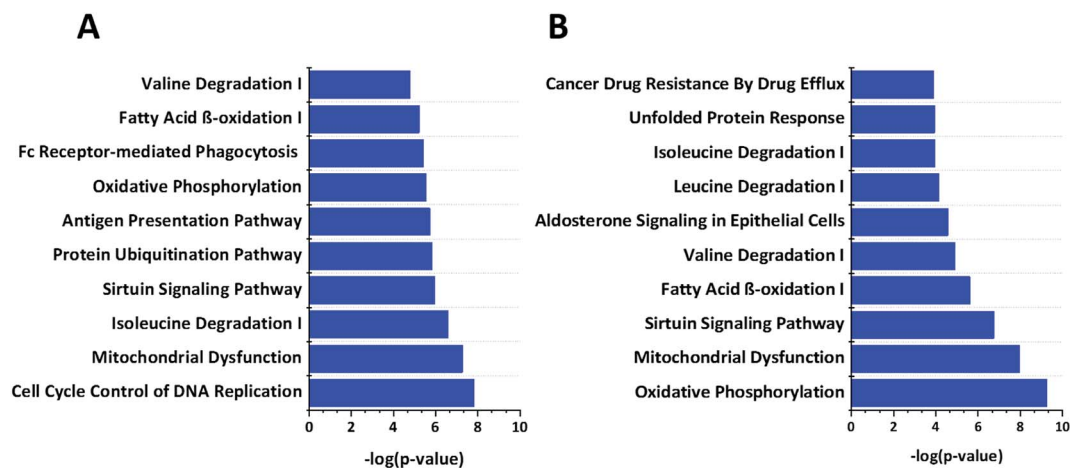 A
Valine Degradation I
Fatty Acid ß-oxidation I
Fc Receptor-mediated Phagocytosis
Oxidative Phosphorylation
Antigen Presentation Pathway
Protein Ubiquitination Pathway
Sirtuin Signaling Pathway
Isoleucine Degradation I
Mitochondrial Dysfunction
Cell Cycle Control of DNA Replication
0 2 4 6 8 10
-log(p-value)
B
Cancer Drug Resistance By Drug Efflux
Unfolded Protein Response
Isoleucine Degradation I
Leucine Degradation I
Aldosterone Signaling in Epithelial Cells
Valine Degradation I
Fatty Acid ß-oxidation I
Sirtuin Signaling Pathway
Mitochondrial Dysfunction
Oxidative Phosphorylation
0 2 4 6 8 10
-log(p-value)